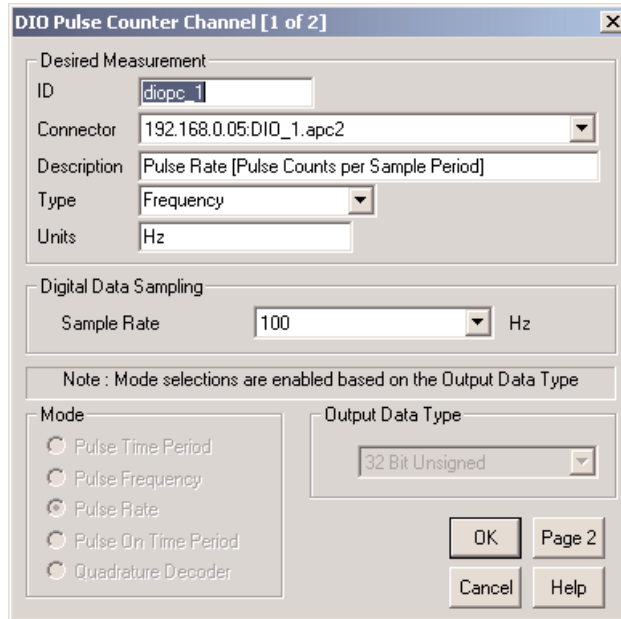 DIO Pulse Counter Channel [1 of 2]
Desired Measurement
ID diopc_1
Connector 192.168.0.05:DIO_1.apc2
Description Pulse Rate [Pulse Counts per Sample Period]
Type Frequency
Units Hz
Digital Data Sampling
Sample Rate 100 Hz
Note : Mode selections are enabled based on the Output Data Type
Mode
Pulse Time Period
Pulse Frequency
Pulse Rate
Pulse On Time Period
Quadrature Decoder
Output Data Type
32 Bit Unsigned
OK Page 2
Cancel Help